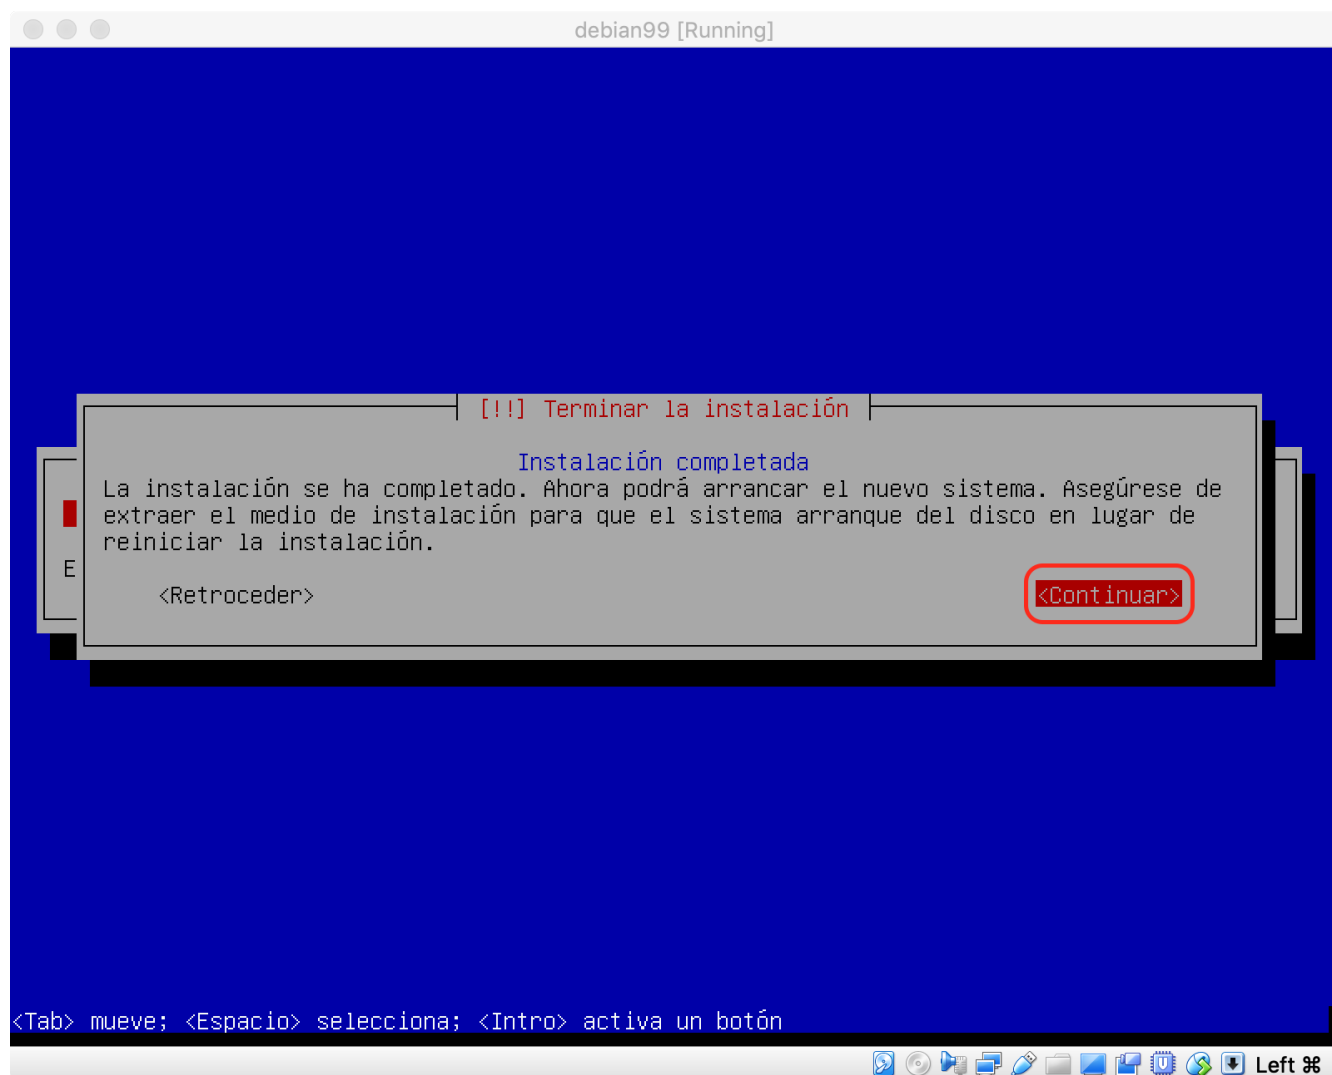 debian99 [Running]
[!!] Terminar la instalación
Instalación completada
La instalación se ha completado. Ahora podrá arrancar el nuevo sistema. Asegúrese de
extraer el medio de instalación para que el sistema arranque del disco en lugar de
reiniciar la instalación.
E
<Retroceder> <Continuar>
<Tab> mueve; <Espacio> selecciona; <Intro> activa un botón
Left ⌘